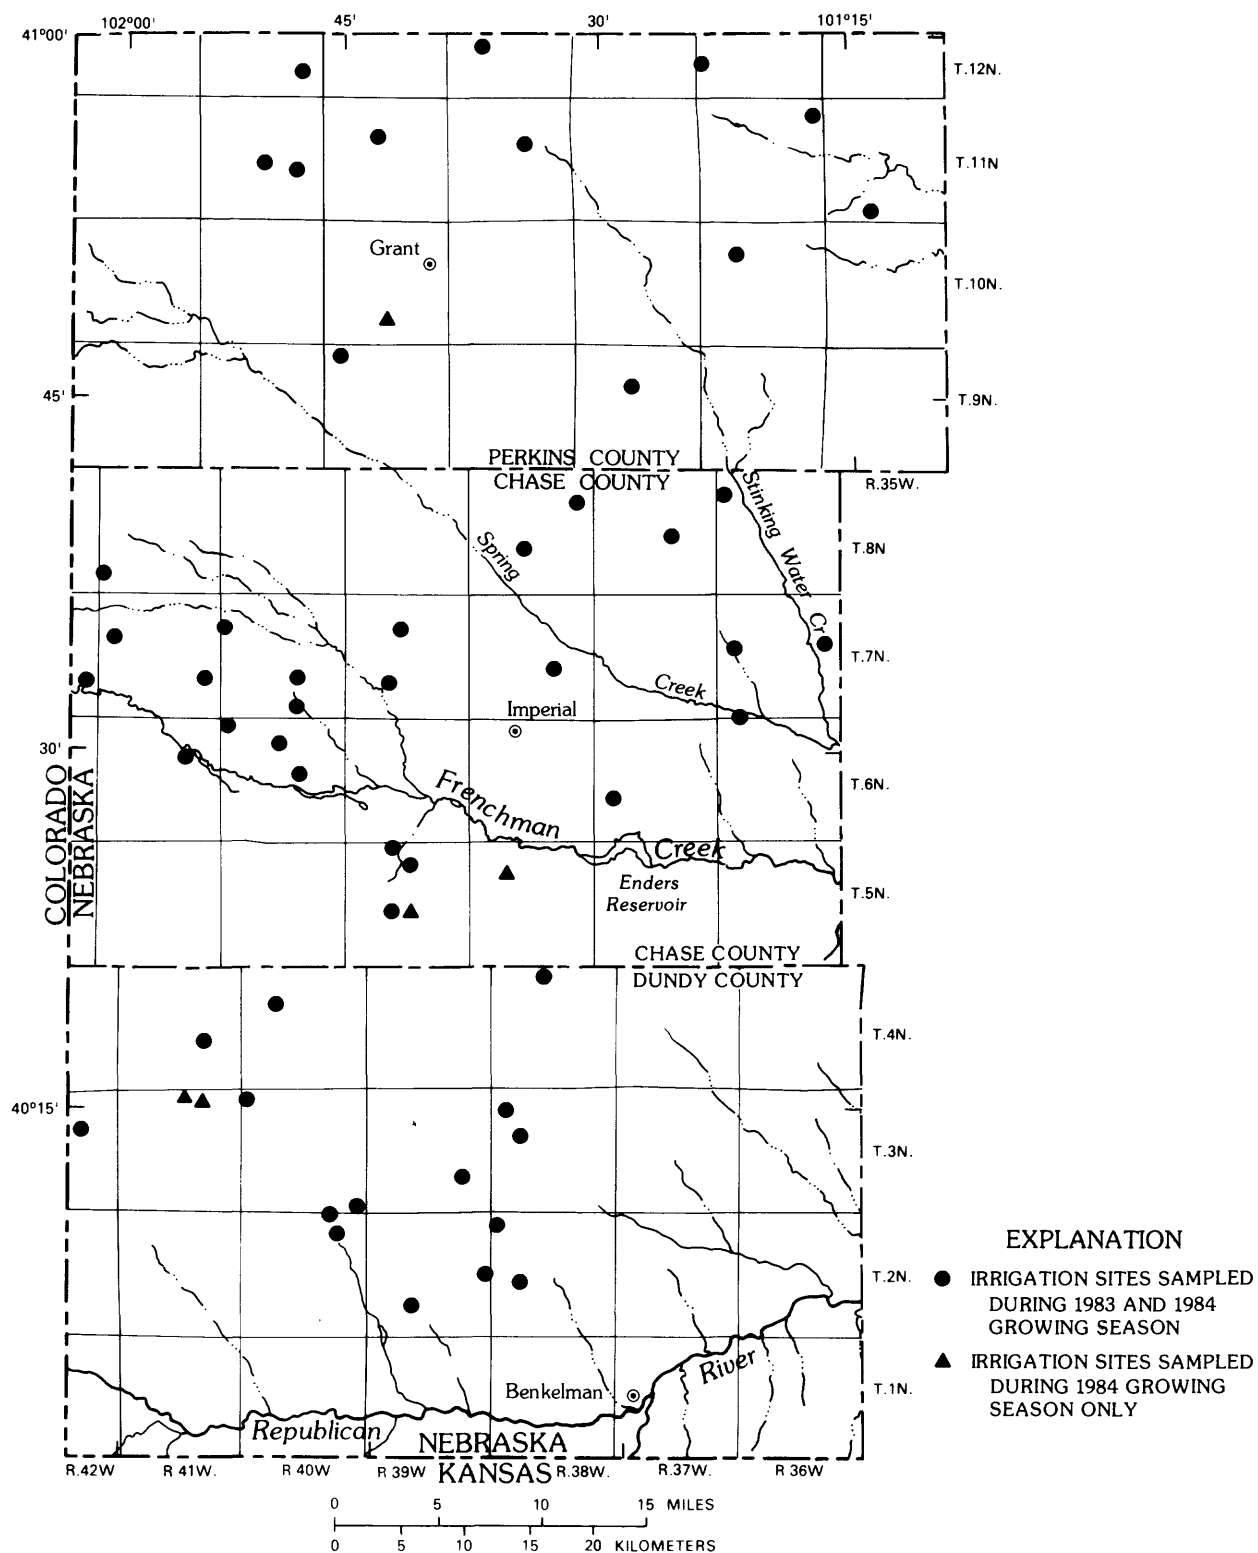 102°00'
45'
30'
101°15'
41°00'
T.12N.
T.11N
Grant
T.10N.
45'
T.9N.
PERKINS COUNTY
CHASE COUNTY
R.35W.
Stinking Water Cr
Spring
T.8N
T.7N.
Creek
Imperial
30'
COLORADO
NEBRASKA
T.6N.
Frenchman
Creek
Enders
Reservoir
T.5N.
CHASE COUNTY
DUNDY COUNTY
T.4N.
40°15'
T.3N.
EXPLANATION
IRRIGATION SITES SAMPLED
DURING 1983 AND 1984
GROWING SEASON
IRRIGATION SITES SAMPLED
DURING 1984 GROWING
SEASON ONLY
T.2N.
River
Benkelman
T.1N.
Republican
NEBRASKA
KANSAS
R.42W
R 41W.
R 40W
R 39W
R.38W.
R.37W.
R 36W
0 5 10 15 MILES
0 5 10 15 20 KILOMETERS